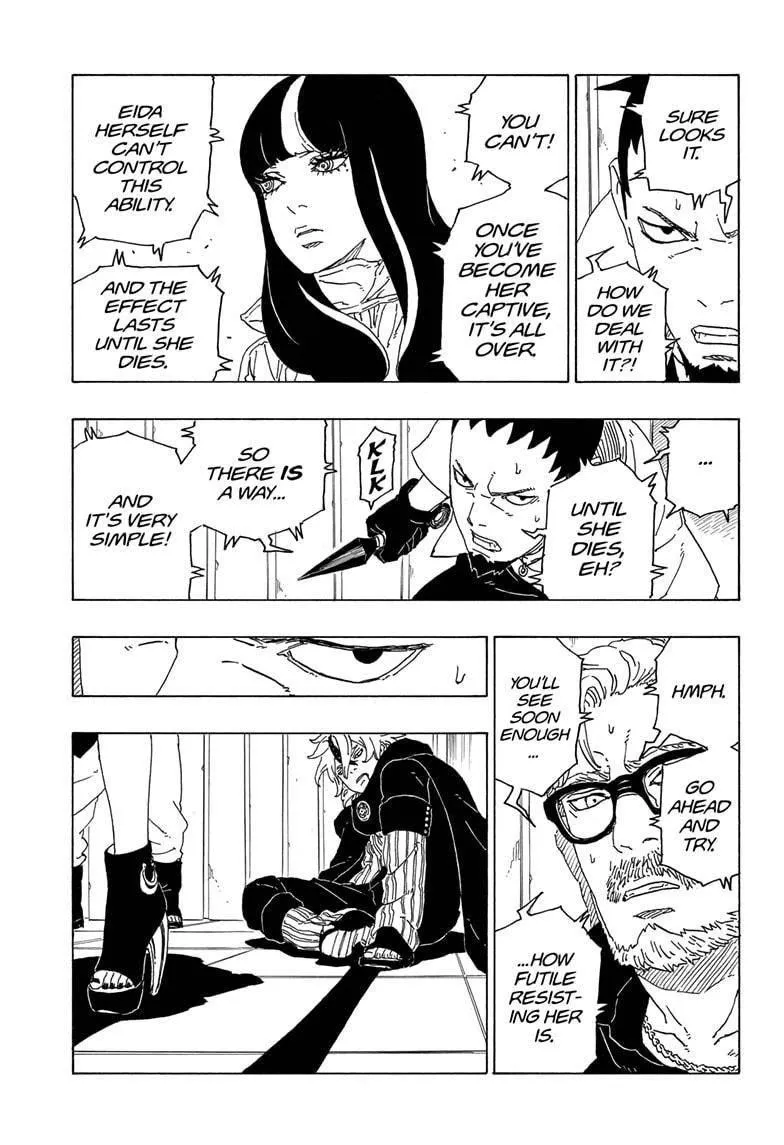 SURE
LOOKS
IT.
HOW
DO WE
DEAL
WITH
IT?!
YOU
CAN'T!
ONCE
YOU'VE
BECOME
HER
CAPTIVE,
IT'S ALL
OVER.
EIDA
HERSELF
CAN'T
CONTROL
THIS
ABILITY.
AND THE
EFFECT
LASTS
UNTIL SHE
DIES.
...
UNTIL
SHE
DIES,
EH?
KLK
SO
THERE IS
A WAY...
AND
IT'S VERY
SIMPLE!
HMPH.
GO
AHEAD
AND
TRY.
YOU'LL
SEE
SOON
ENOUGH
...
...HOW
FUTILE
RESIST-
ING HER
IS.